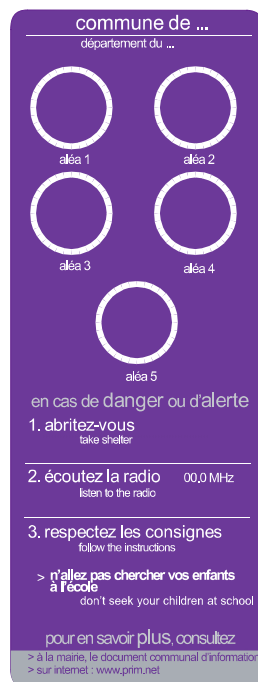 commune de ...
département du ...
aléa 1
aléa 2
aléa 3
aléa 4
aléa 5
en cas de danger ou d'alerte
1. abritez-vous
take shelter
2. écoutez la radio 00.0 MHz
listen to the radio
3. respectez les consignes
follow the instructions
> n'allez pas chercher vos enfants
à l'école
don't seek your children at school
pour en savoir plus, consultez
> à la mairie, le document communal d'information
> sur internet : www.prim.net